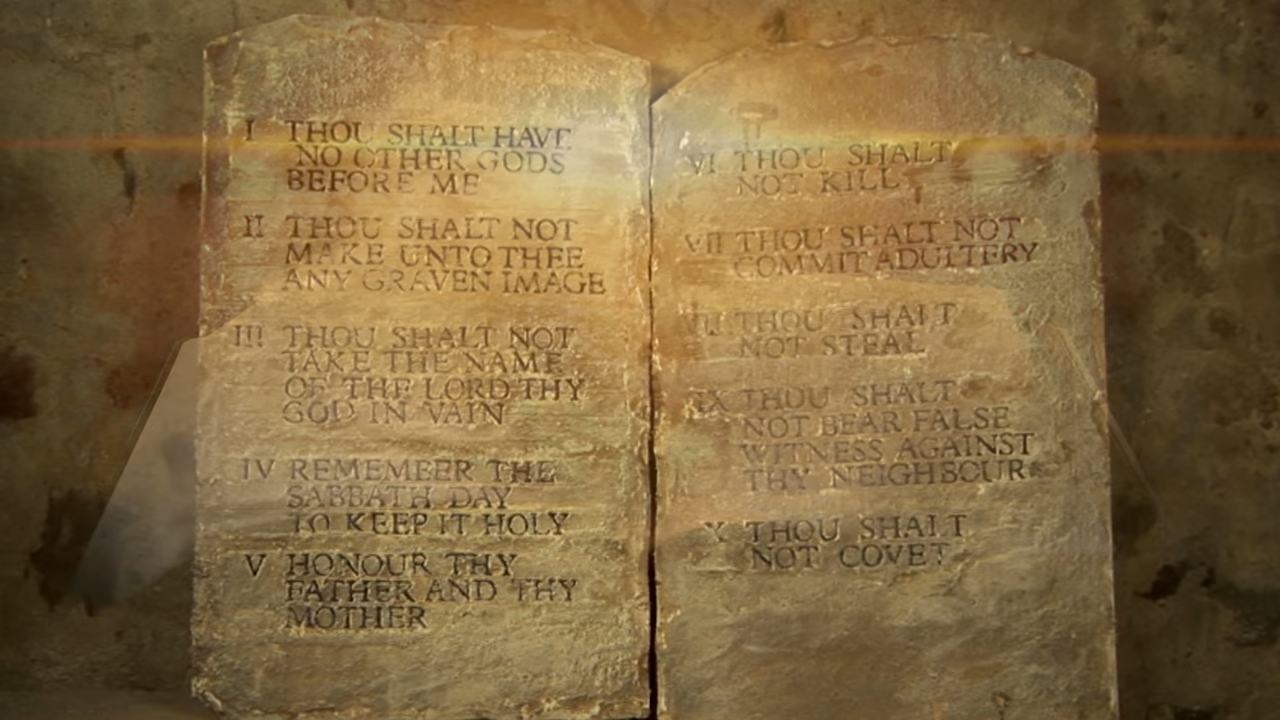 I THOU SHALT HAVE
NO OTHER GODS
BEFORE ME
II THOU SHALT NOT
MAKE UNTO THEE
ANY GRAVEN IMAGE
III THOU SHALT NOT
TAKE THE NAME
OF THE LORD THY
GOD IN VAIN
IV REMEMBER THE
SABBATH DAY
TO KEEP IT HOLY
V HONOUR THY
FATHER AND THY
MOTHER
VI THOU SHALT
NOT KILL
VII THOU SHALT NOT
COMMIT ADULTERY
VIII THOU SHALT
NOT STEAL
IX THOU SHALT
NOT BEAR FALSE
WITNESS AGAINST
THY NEIGHBOUR
X THOU SHALT
NOT COVET